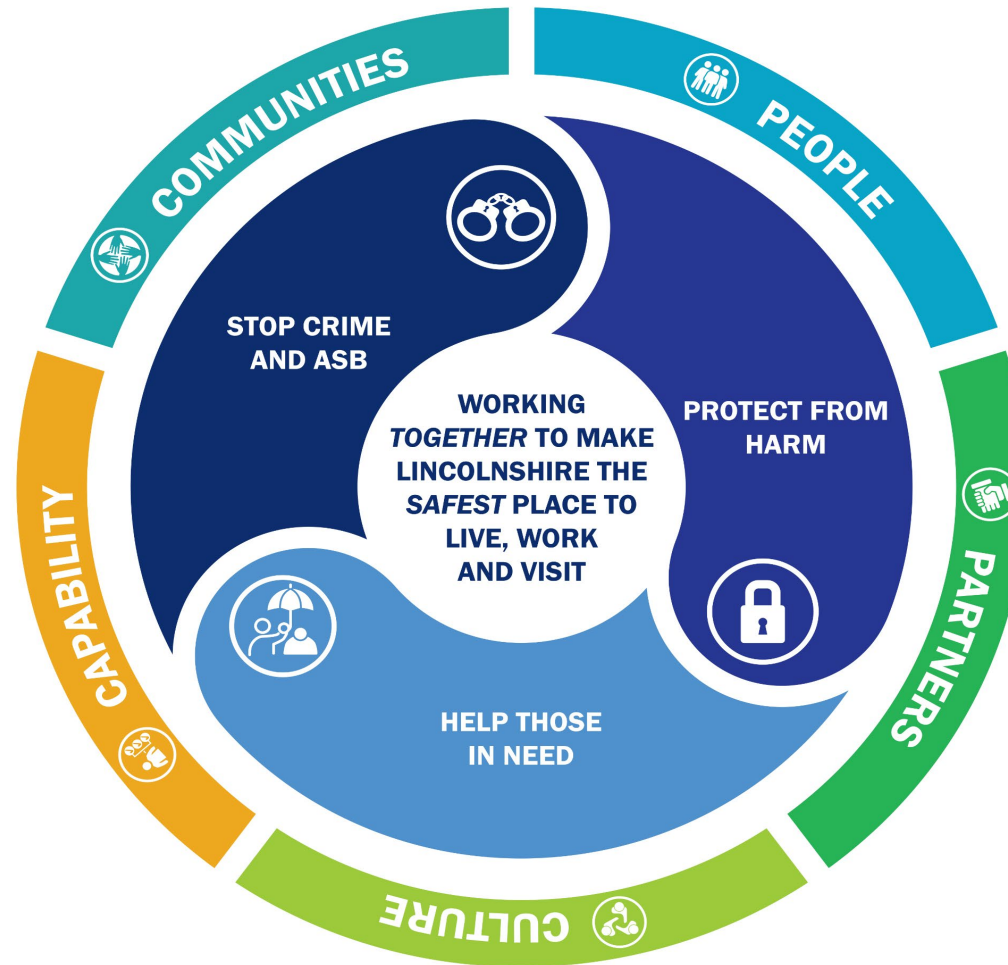 COMMUNITIES
PEOPLE
PARTNERS
CULTURE
CAPABILITY
STOP CRIME
AND ASB
PROTECT FROM
HARM
HELP THOSE
IN NEED
WORKING
TOGETHER TO MAKE
LINCOLNSHIRE THE
SAFEST PLACE TO
LIVE, WORK
AND VISIT